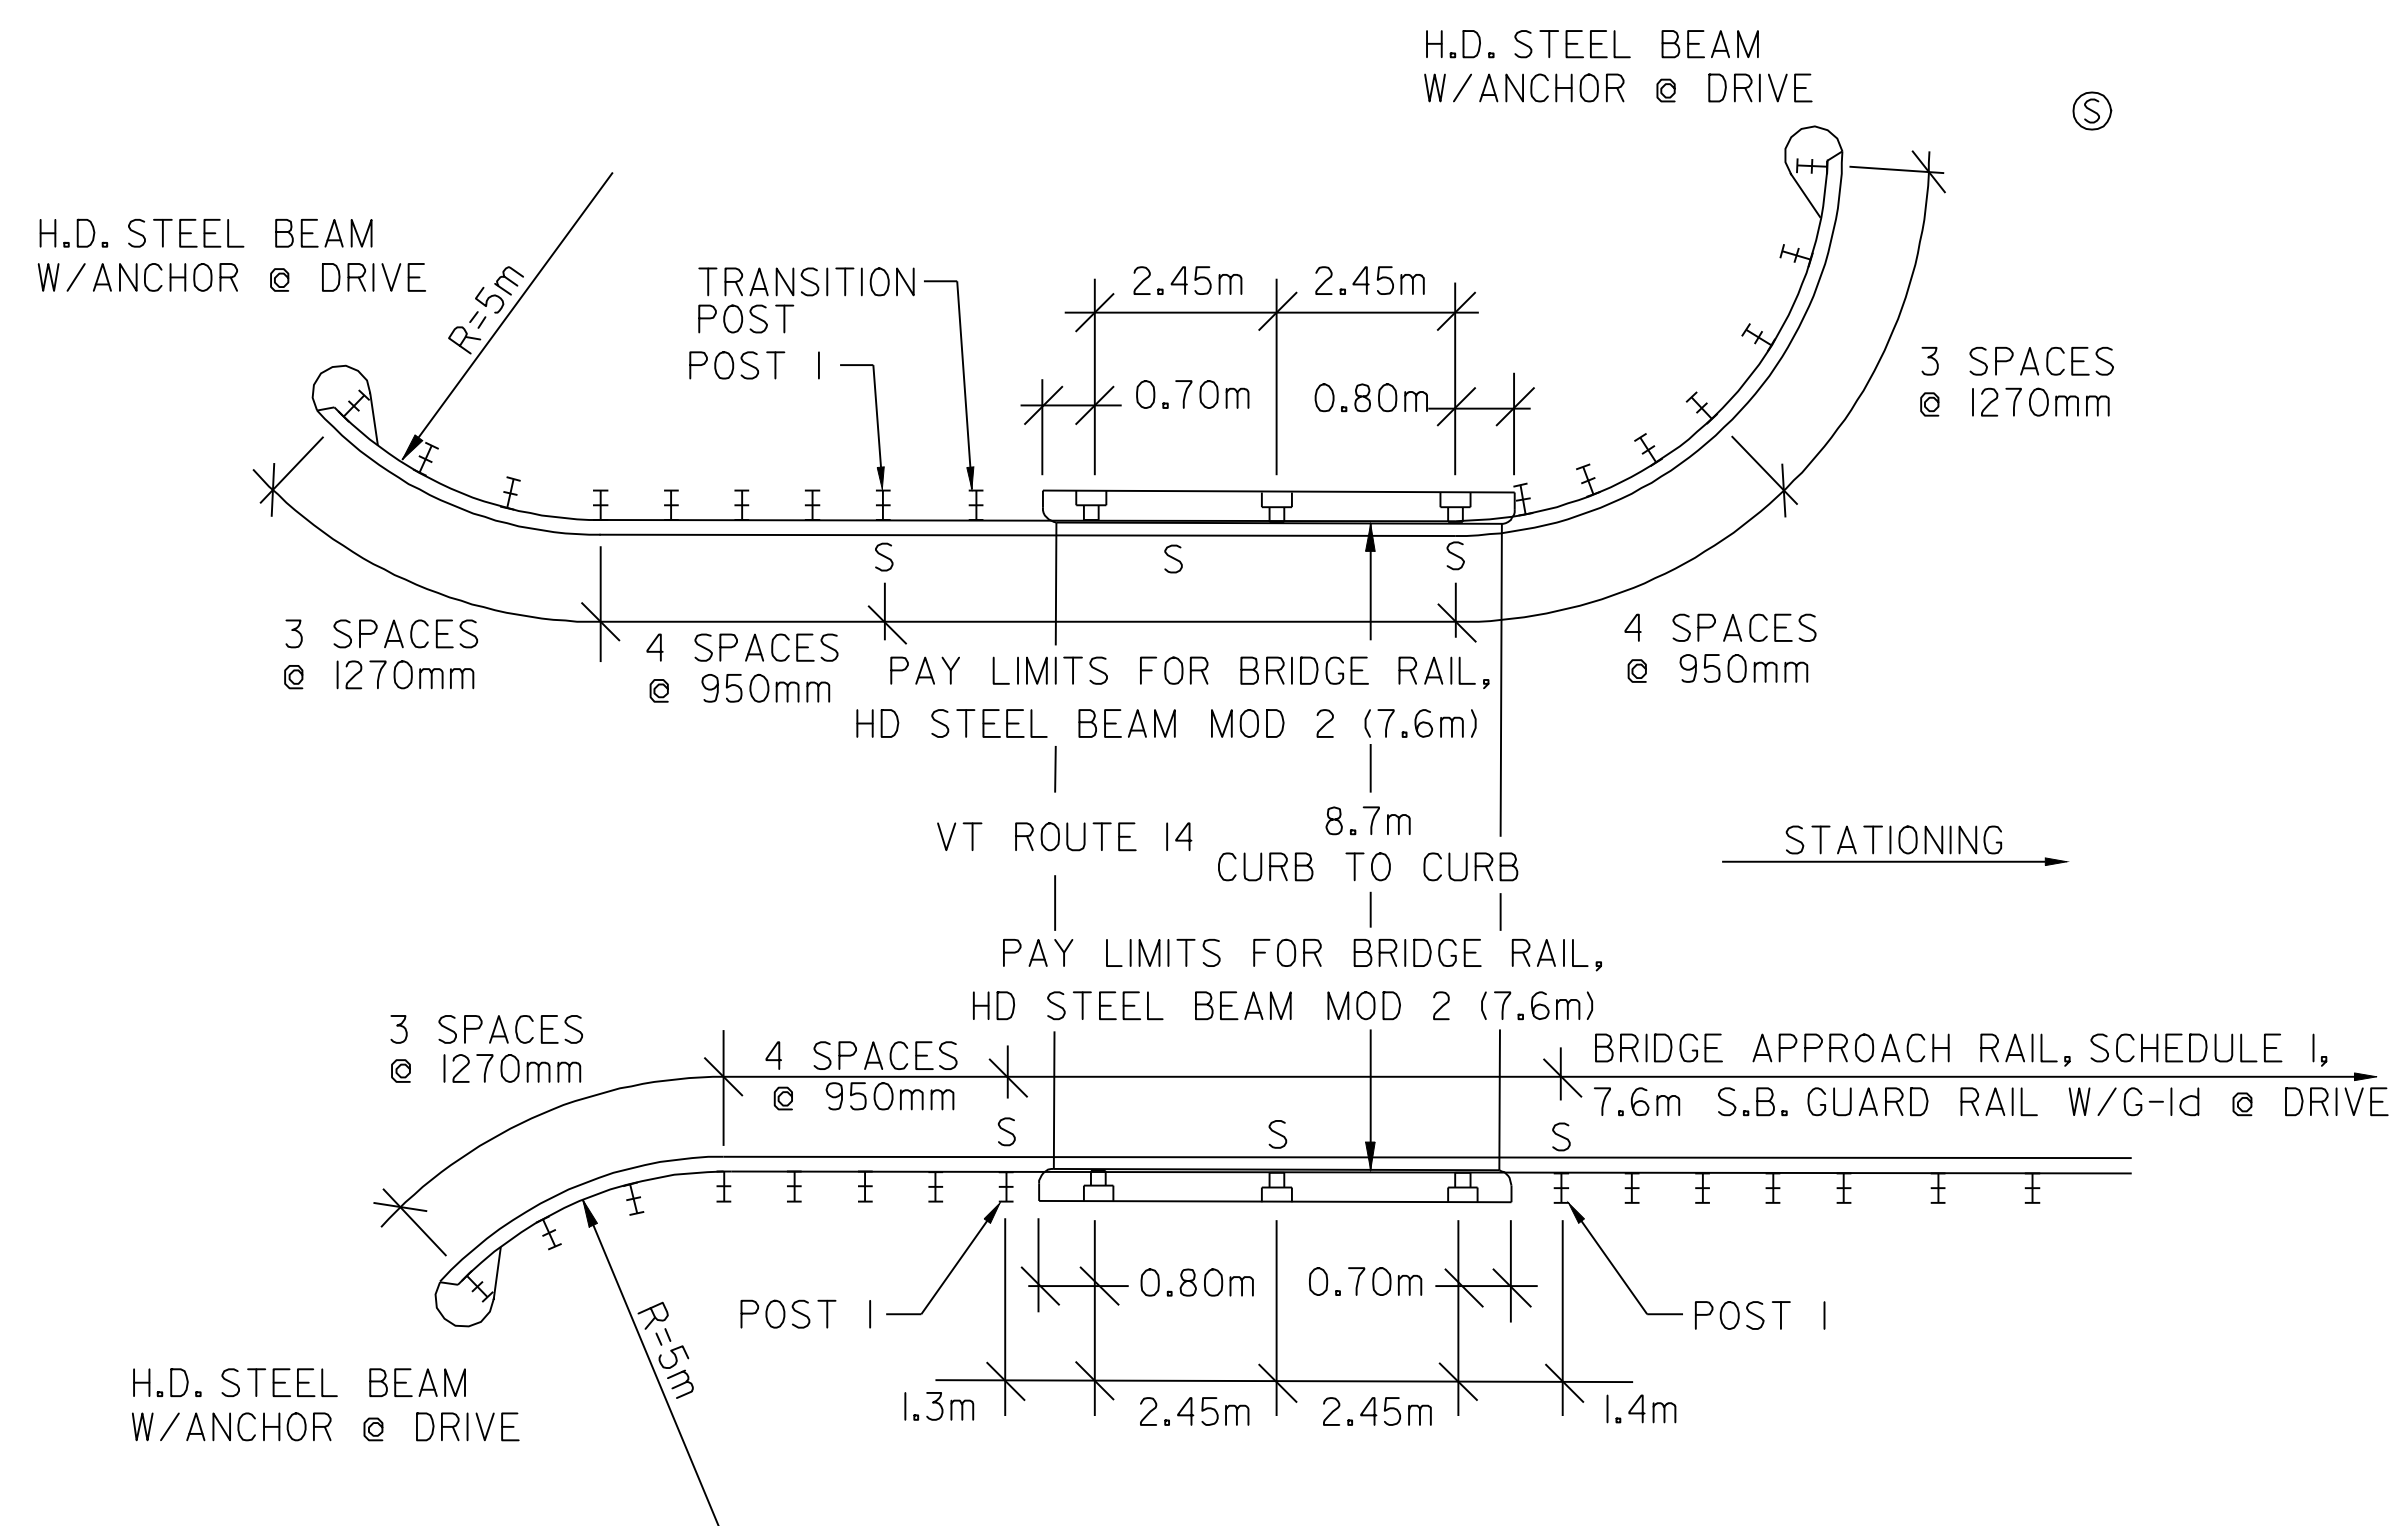 H.D. STEEL BEAM
W/ANCHOR @ DRIVE
S
H.D. STEEL BEAM
W/ANCHOR @ DRIVE
R=5m
TRANSITION
POST
POST 1
2.45m
2.45m
0.70m
0.80m
3 SPACES
@ 1270mm
S
S
S
3 SPACES
@ 1270mm
4 SPACES
@ 950mm
4 SPACES
@ 950mm
PAY LIMITS FOR BRIDGE RAIL,
HD STEEL BEAM MOD 2 (7.6m)
VT ROUTE 14
8.7m
CURB TO CURB
STATIONING
PAY LIMITS FOR BRIDGE RAIL,
HD STEEL BEAM MOD 2 (7.6m)
3 SPACES
@ 1270mm
4 SPACES
@ 950mm
BRIDGE APPROACH RAIL, SCHEDULE 1,
7.6m S.B. GUARD RAIL W/G-1d @ DRIVE
S
S
S
0.80m
0.70m
POST 1
POST 1
R=5m
H.D. STEEL BEAM
W/ANCHOR @ DRIVE
1.3m
2.45m
2.45m
1.4m